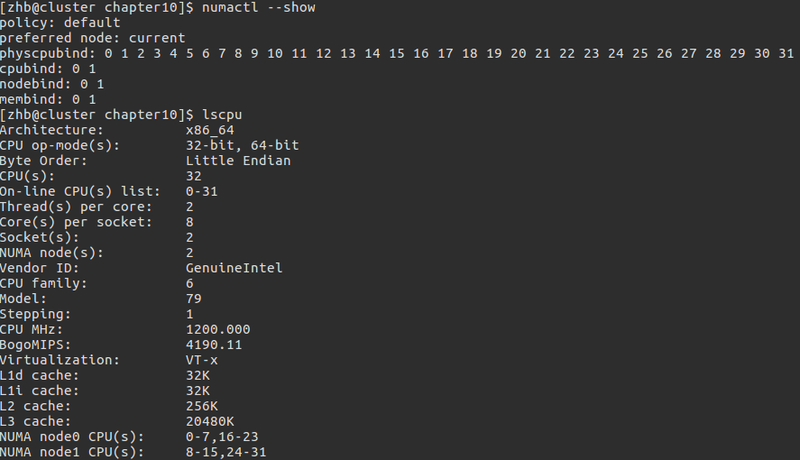 [zhb@cluster chapter10]$ numactl --show
policy: default
preferred node: current
physcpubind: 0 1 2 3 4 5 6 7 8 9 10 11 12 13 14 15 16 17 18 19 20 21 22 23 24 25 26 27 28 29 30 31
cpubind: 0 1
nodebind: 0 1
membind: 0 1
[zhb@cluster chapter10]$ lscpu
Architecture:          x86_64
CPU op-mode(s):        32-bit, 64-bit
Byte Order:            Little Endian
CPU(s):                32
On-line CPU(s) list:   0-31
Thread(s) per core:    2
Core(s) per socket:    8
Socket(s):             2
NUMA node(s):          2
Vendor ID:             GenuineIntel
CPU family:            6
Model:                 79
Stepping:              1
CPU MHz:               1200.000
BogoMIPS:              4190.11
Virtualization:        VT-x
L1d cache:             32K
L1i cache:             32K
L2 cache:              256K
L3 cache:              20480K
NUMA node0 CPU(s):     0-7,16-23
NUMA node1 CPU(s):     8-15,24-31